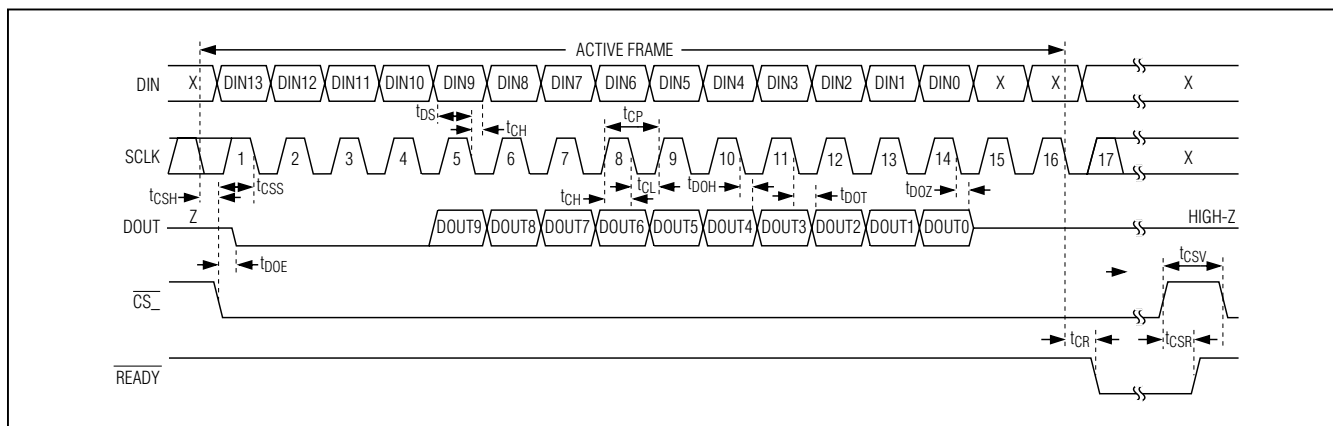 ACTIVE FRAME
DIN X DIN13 DIN12 DIN11 DIN10 DIN9 DIN8 DIN7 DIN6 DIN5 DIN4 DIN3 DIN2 DIN1 DIN0 X X X
tDS tCH tCP
SCLK 1 2 3 4 5 6 7 8 9 10 11 12 13 14 15 16 17 X
tCSH tCSS tCH tCL tDOH tDOT tDOZ
DOUT Z DOUT9 DOUT8 DOUT7 DOUT6 DOUT5 DOUT4 DOUT3 DOUT2 DOUT1 DOUT0 HIGH-Z
tDOE tCSV
CS_
tCR tCSR
READY